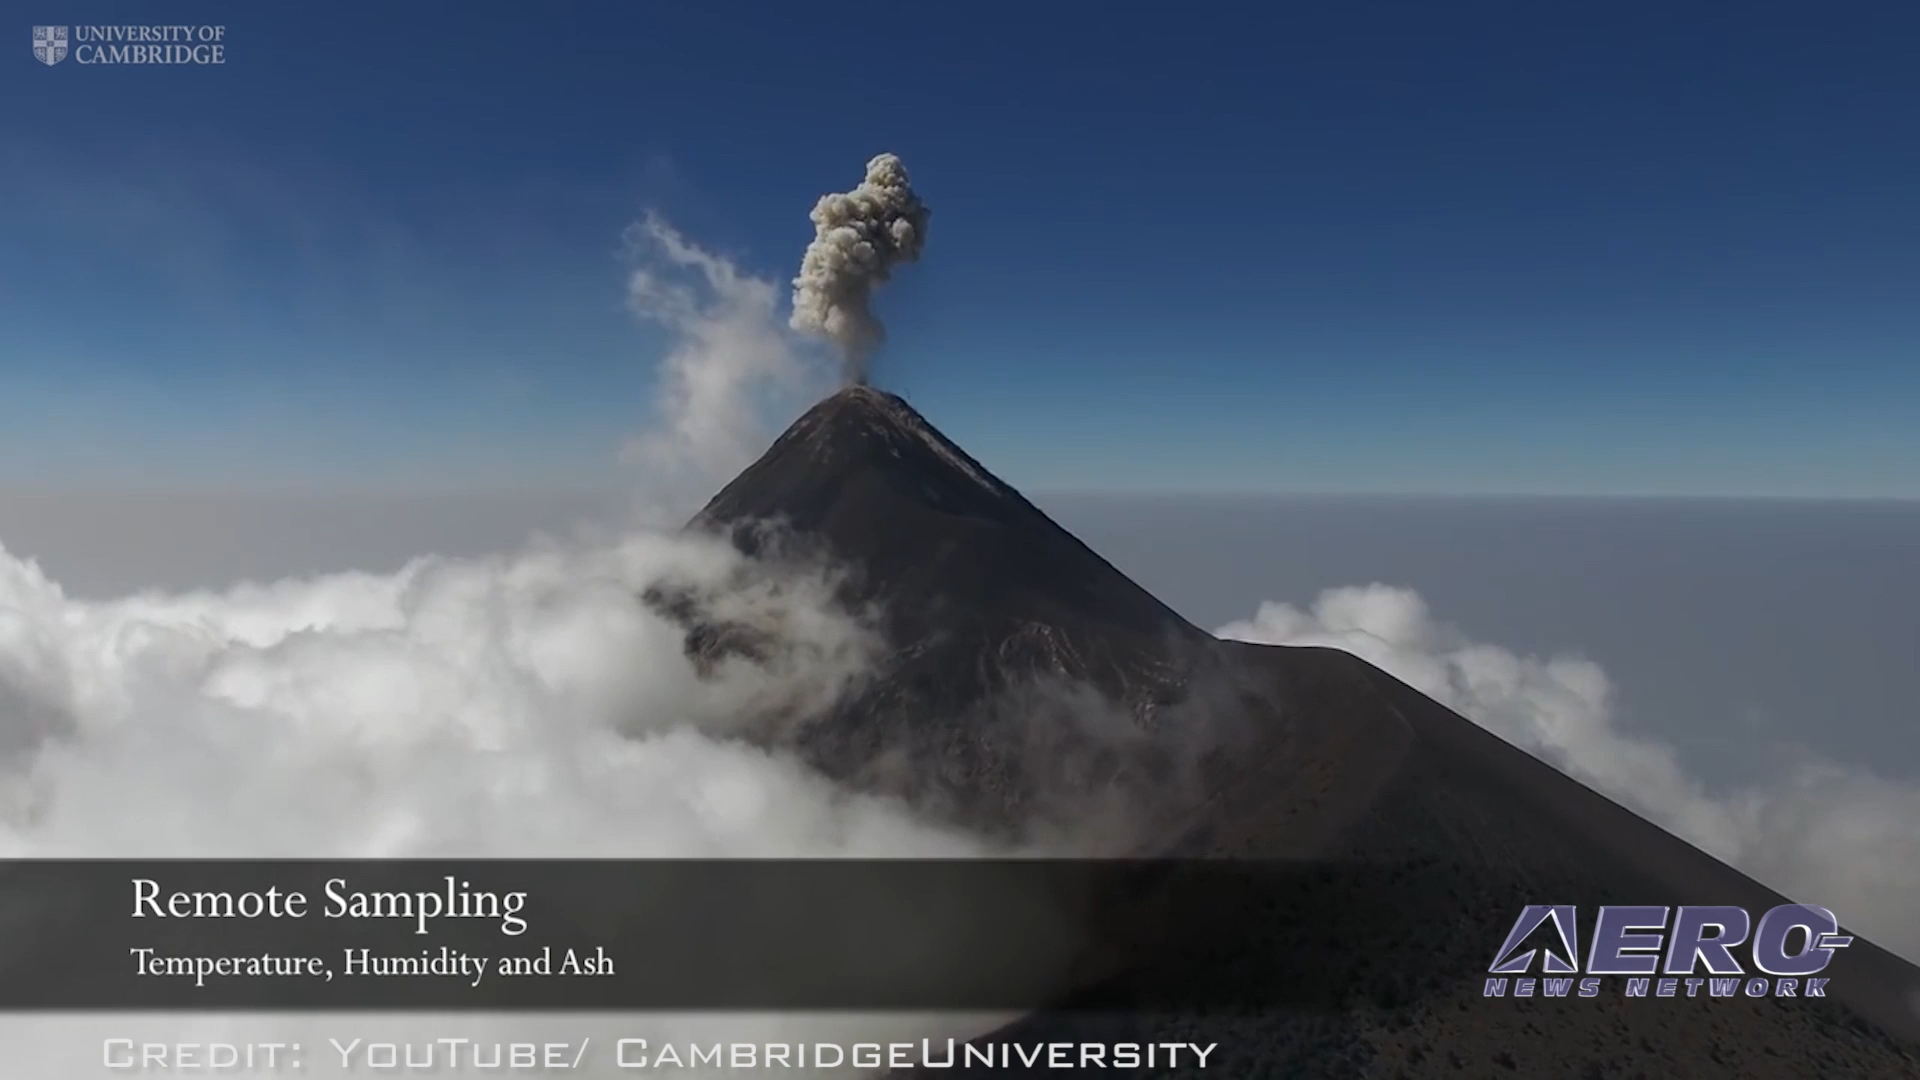 UNIVERSITY OF
CAMBRIDGE
Remote Sampling
Temperature, Humidity and Ash
AERO
NEWS NETWORK
CREDIT: YOUTUBE/ CAMBRIDGEUNIVERSITY